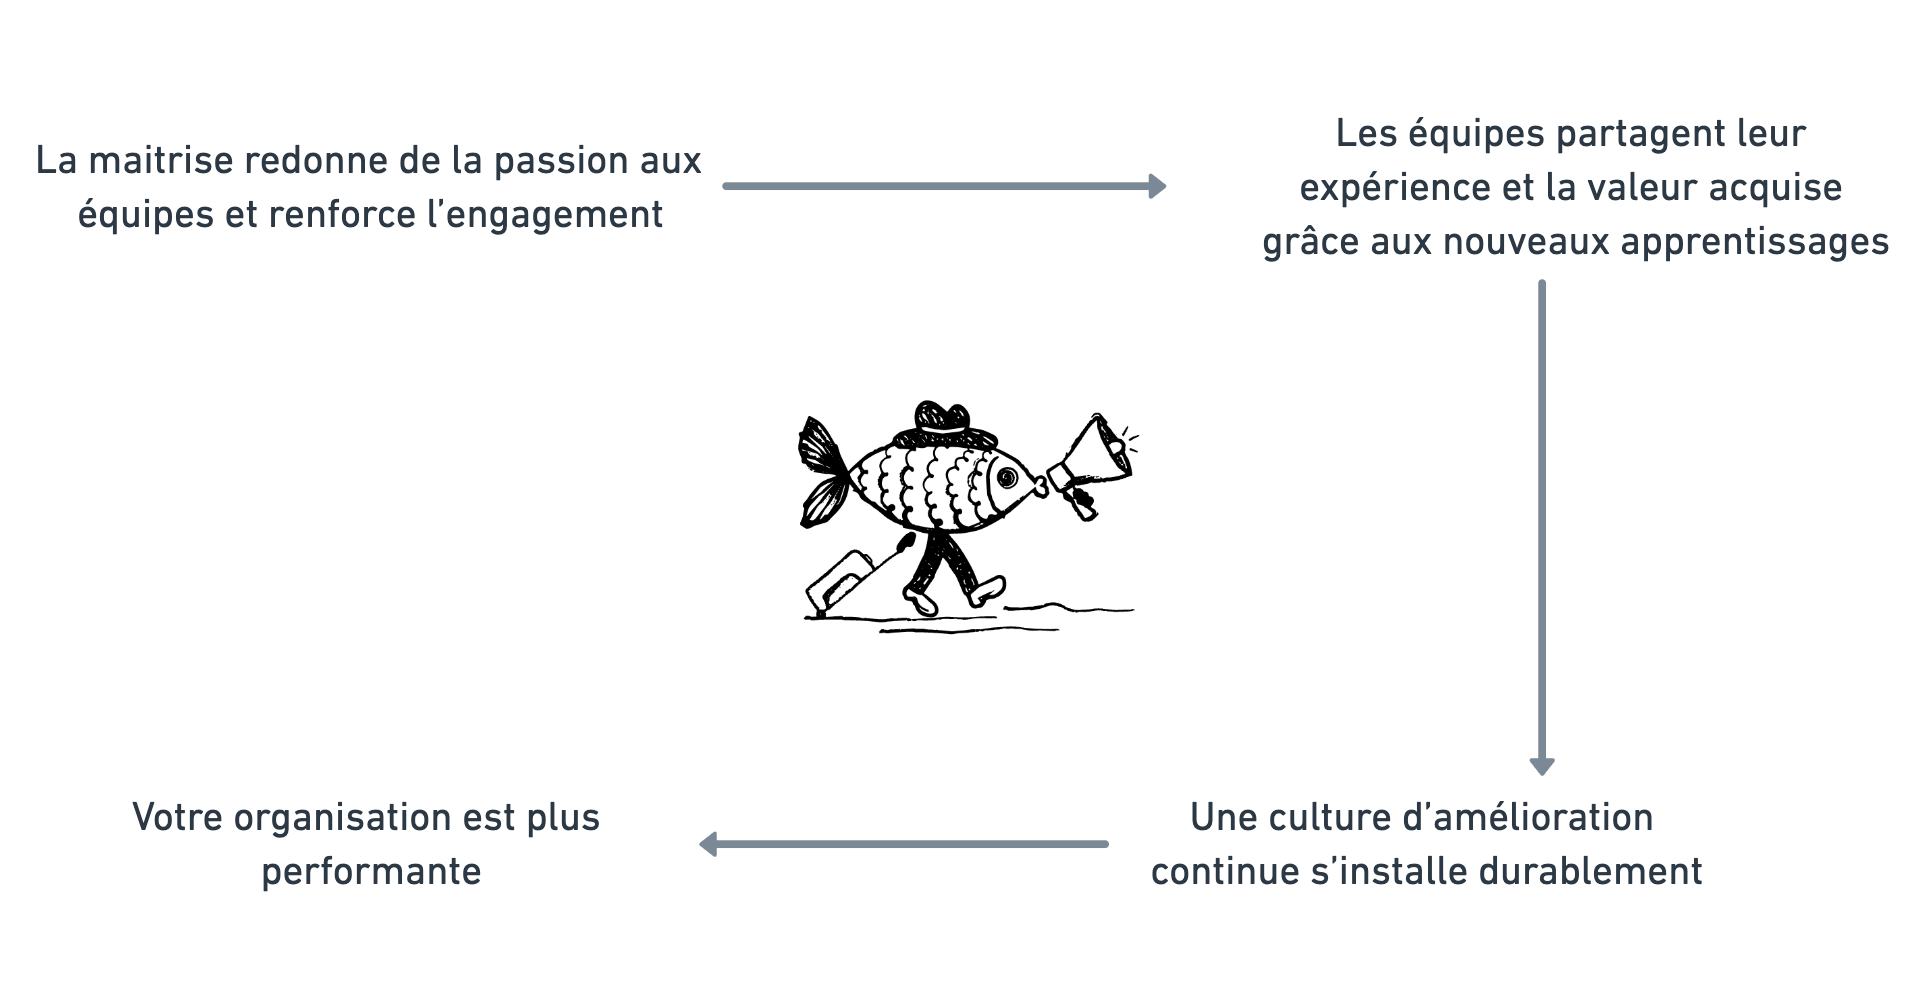 La maitrise redonne de la passion aux
équipes et renforce l’engagement
Les équipes partagent leur
expérience et la valeur acquise
grâce aux nouveaux apprentissages
Une culture d’amélioration
continue s’installe durablement
Votre organisation est plus
performante